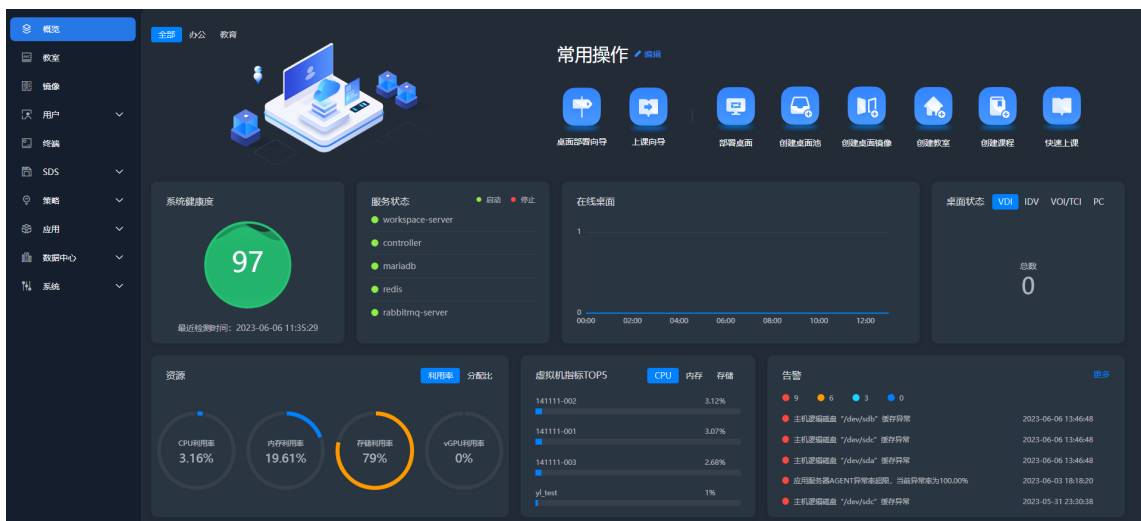 概览
教室
镜像
用户
终端
SDS
策略
应用
数据中心
系统
全部 办公 教育
常用操作 编辑
桌面部署向导 上课向导 部署桌面 创建桌面池 创建桌面镜像 创建教室 创建课程 快速上课
系统健康度
97
最近检测时间：2023-06-06 11:35:29
服务状态 启动 停止
workspace-server
controller
mariadb
redis
rabbitmq-server
在线桌面
1
0
00:00 02:00 04:00 06:00 08:00 10:00 12:00
桌面状态 VDI IDV VOI/TCI PC
总数
0
资源 利用率 分配比
CPU利用率 内存利用率 存储利用率 vGPU利用率
3.16% 19.61% 79% 0%
虚拟机指标TOP5 CPU 内存 存储
141111-002 3.12%
141111-001 3.07%
141111-003 2.68%
yl_test 1%
告警 更多
9 6 3 0
主机逻辑磁盘 "/dev/sdb" 缓存异常 2023-06-06 13:46:48
主机逻辑磁盘 "/dev/sdc" 缓存异常 2023-06-06 13:46:48
主机逻辑磁盘 "/dev/sda" 缓存异常 2023-06-06 13:46:48
应用服务器AGENT异常率超限，当前异常率为100.00% 2023-06-03 18:18:20
主机逻辑磁盘 "/dev/sdc" 缓存异常 2023-05-31 23:30:38